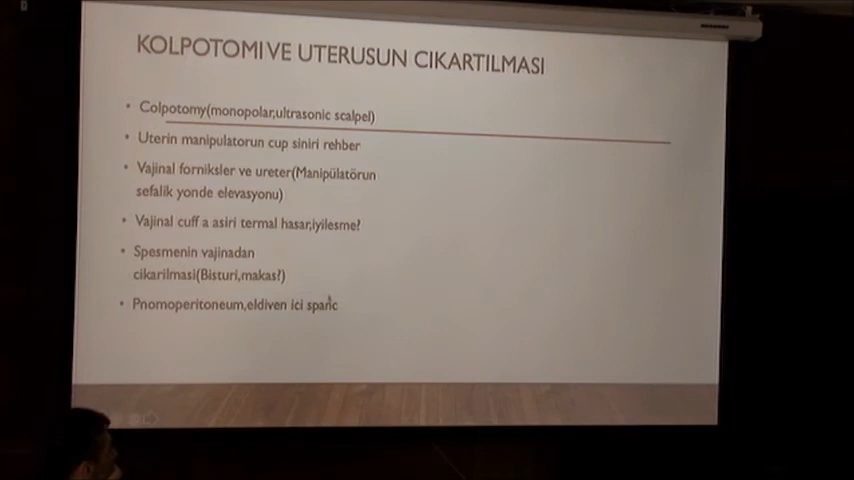 KOLPOTOMI VE UTERUSUN CIKARTILMASI
• Colpotomy(monopolar,ultrasonic scalpel)
• Uterin manipulatorun cup siniri rehber
• Vajinal forniksler ve ureter(Manipülatörun
sefalik yonde elevasyonu)
• Vajinal cuff a asiri termal hasar,iyilesme?
• Spesmenin vajinadan
cikarilmasi(Bisturi,makas?)
• Pnomoperitoneum,eldiven ici spanc